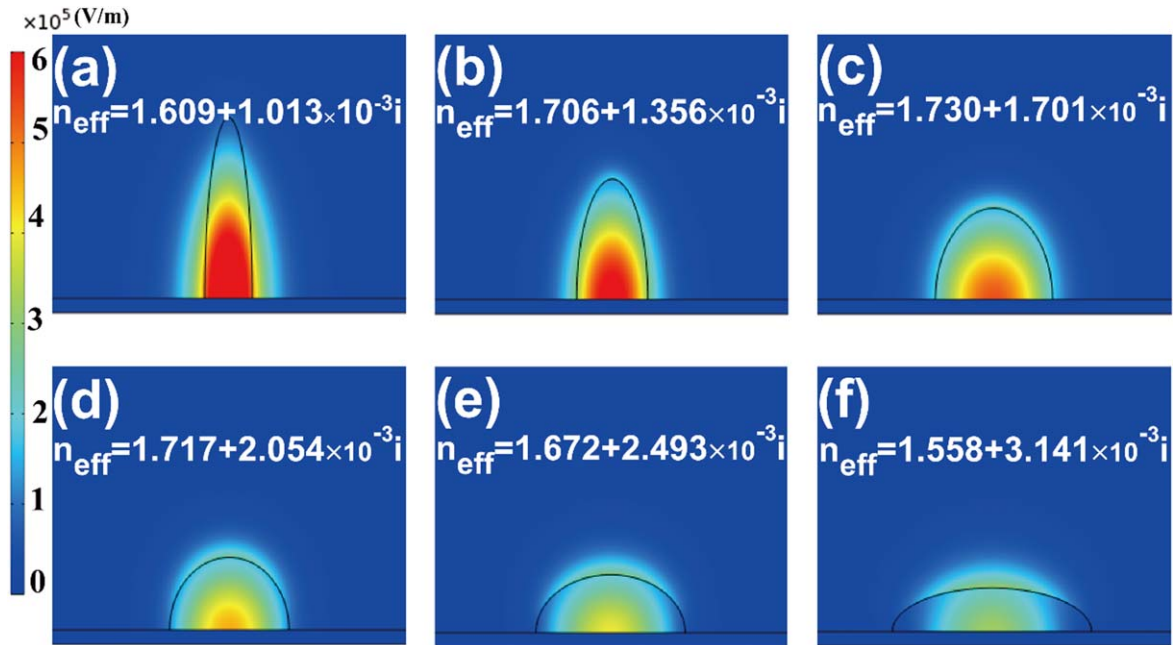 ×10⁵ (V/m)
6
5
4
3
2
1
0
(a)
n_eff=1.609+1.013×10⁻³i
(b)
n_eff=1.706+1.356×10⁻³i
(c)
n_eff=1.730+1.701×10⁻³i
(d)
n_eff=1.717+2.054×10⁻³i
(e)
n_eff=1.672+2.493×10⁻³i
(f)
n_eff=1.558+3.141×10⁻³i